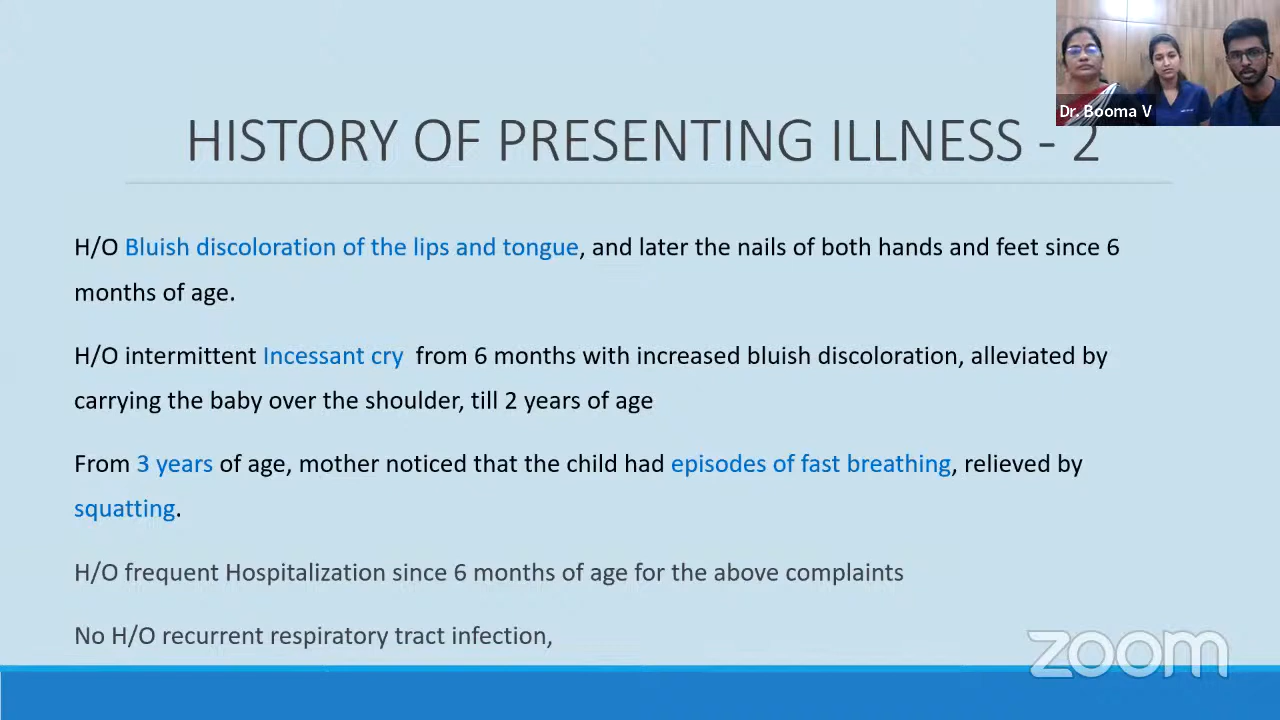 Dr. Booma V
HISTORY OF PRESENTING ILLNESS - 2
H/O Bluish discoloration of the lips and tongue, and later the nails of both hands and feet since 6
months of age.
H/O intermittent Incessant cry from 6 months with increased bluish discoloration, alleviated by
carrying the baby over the shoulder, till 2 years of age
From 3 years of age, mother noticed that the child had episodes of fast breathing, relieved by
squatting.
H/O frequent Hospitalization since 6 months of age for the above complaints
No H/O recurrent respiratory tract infection,
zoom